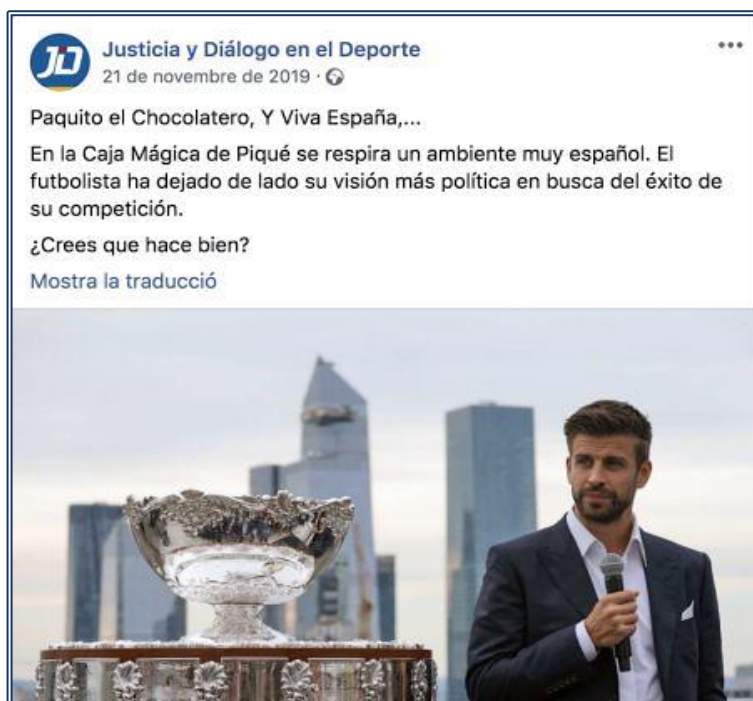 JD
Justicia y Diálogo en el Deporte
21 de novembre de 2019 ·
Paquito el Chocolatero, Y Viva España,...
En la Caja Mágica de Piqué se respira un ambiente muy español. El
futbolista ha dejado de lado su visión más política en busca del éxito de
su competición.
¿Crees que hace bien?
Mostra la traducció